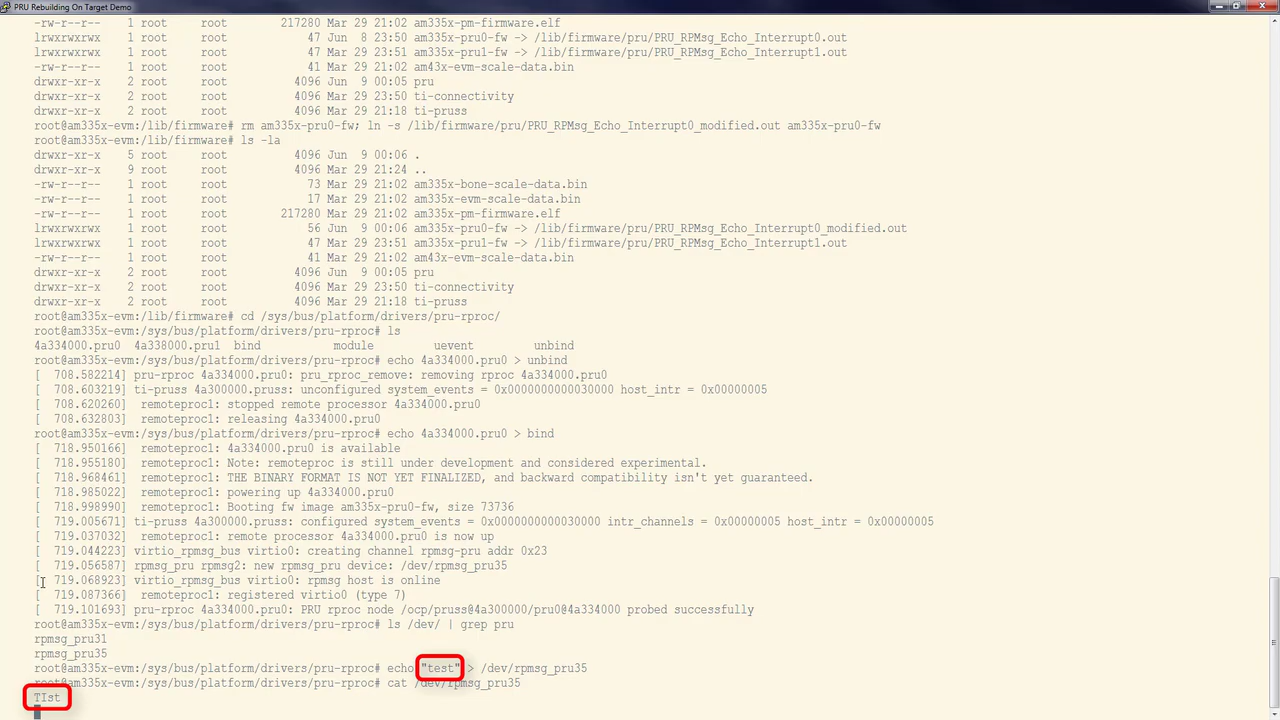 PRU Rebuilding On Target Demo
-rw-r--r-- 1 root root 217280 Mar 29 21:02 am335x-pm-firmware.elf
lrwxrwxrwx 1 root root 47 Jun 8 23:50 am335x-pru0-fw -> /lib/firmware/pru/PRU_RPMsg_Echo_Interrupt0.out
lrwxrwxrwx 1 root root 47 Mar 29 23:51 am335x-pru1-fw -> /lib/firmware/pru/PRU_RPMsg_Echo_Interrupt1.out
-rw-r--r-- 1 root root 41 Mar 29 21:02 am43x-evm-scale-data.bin
drwxr-xr-x 2 root root 4096 Jun 9 00:05 pru
drwxr-xr-x 2 root root 4096 Mar 29 23:50 ti-connectivity
drwxr-xr-x 2 root root 4096 Mar 29 21:18 ti-pruss
root@am335x-evm:/lib/firmware# rm am335x-pru0-fw; ln -s /lib/firmware/pru/PRU_RPMsg_Echo_Interrupt0_modified.out am335x-pru0-fw
root@am335x-evm:/lib/firmware# ls -la
drwxr-xr-x 5 root root 4096 Jun 9 00:06 .
drwxr-xr-x 9 root root 4096 Mar 29 21:24 ..
-rw-r--r-- 1 root root 73 Mar 29 21:02 am335x-bone-scale-data.bin
-rw-r--r-- 1 root root 17 Mar 29 21:02 am335x-evm-scale-data.bin
-rw-r--r-- 1 root root 217280 Mar 29 21:02 am335x-pm-firmware.elf
lrwxrwxrwx 1 root root 56 Jun 9 00:06 am335x-pru0-fw -> /lib/firmware/pru/PRU_RPMsg_Echo_Interrupt0_modified.out
lrwxrwxrwx 1 root root 47 Mar 29 23:51 am335x-pru1-fw -> /lib/firmware/pru/PRU_RPMsg_Echo_Interrupt1.out
-rw-r--r-- 1 root root 41 Mar 29 21:02 am43x-evm-scale-data.bin
drwxr-xr-x 2 root root 4096 Jun 9 00:05 pru
drwxr-xr-x 2 root root 4096 Mar 29 23:50 ti-connectivity
drwxr-xr-x 2 root root 4096 Mar 29 21:18 ti-pruss
root@am335x-evm:/lib/firmware# cd /sys/bus/platform/drivers/pru-rproc/
root@am335x-evm:/sys/bus/platform/drivers/pru-rproc# ls
4a334000.pru0 4a338000.pru1 bind module uevent unbind
root@am335x-evm:/sys/bus/platform/drivers/pru-rproc# echo 4a334000.pru0 > unbind
[ 708.582214] pru-rproc 4a334000.pru0: pru_rproc_remove: removing rproc 4a334000.pru0
[ 708.603219] ti-pruss 4a300000.pruss: unconfigured system_events = 0x0000000000030000 host_intr = 0x00000005
[ 708.620260] remoteproc1: stopped remote processor 4a334000.pru0
[ 708.632803] remoteproc1: releasing 4a334000.pru0
root@am335x-evm:/sys/bus/platform/drivers/pru-rproc# echo 4a334000.pru0 > bind
[ 718.950166] remoteproc1: 4a334000.pru0 is available
[ 718.955180] remoteproc1: Note: remoteproc is still under development and considered experimental.
[ 718.968461] remoteproc1: THE BINARY FORMAT IS NOT YET FINALIZED, and backward compatibility isn't yet guaranteed.
[ 718.985022] remoteproc1: powering up 4a334000.pru0
[ 718.998990] remoteproc1: Booting fw image am335x-pru0-fw, size 73736
[ 719.005671] ti-pruss 4a300000.pruss: configured system_events = 0x0000000000030000 intr_channels = 0x00000005 host_intr = 0x00000005
[ 719.037032] remoteproc1: remote processor 4a334000.pru0 is now up
[ 719.044223] virtio_rpmsg_bus virtio0: creating channel rpmsg-pru addr 0x23
[ 719.056587] rpmsg_pru rpmsg2: new rpmsg_pru device: /dev/rpmsg_pru35
[ 719.068923] virtio_rpmsg_bus virtio0: rpmsg host is online
[ 719.087366] remoteproc1: registered virtio0 (type 7)
[ 719.101693] pru-rproc 4a334000.pru0: PRU rproc node /ocp/pruss@4a300000/pru0@4a334000 probed successfully
root@am335x-evm:/sys/bus/platform/drivers/pru-rproc# ls /dev/ | grep pru
rpmsg_pru31
rpmsg_pru35
root@am335x-evm:/sys/bus/platform/drivers/pru-rproc# echo "test" > /dev/rpmsg_pru35
root@am335x-evm:/sys/bus/platform/drivers/pru-rproc# cat /dev/rpmsg_pru35
TIst